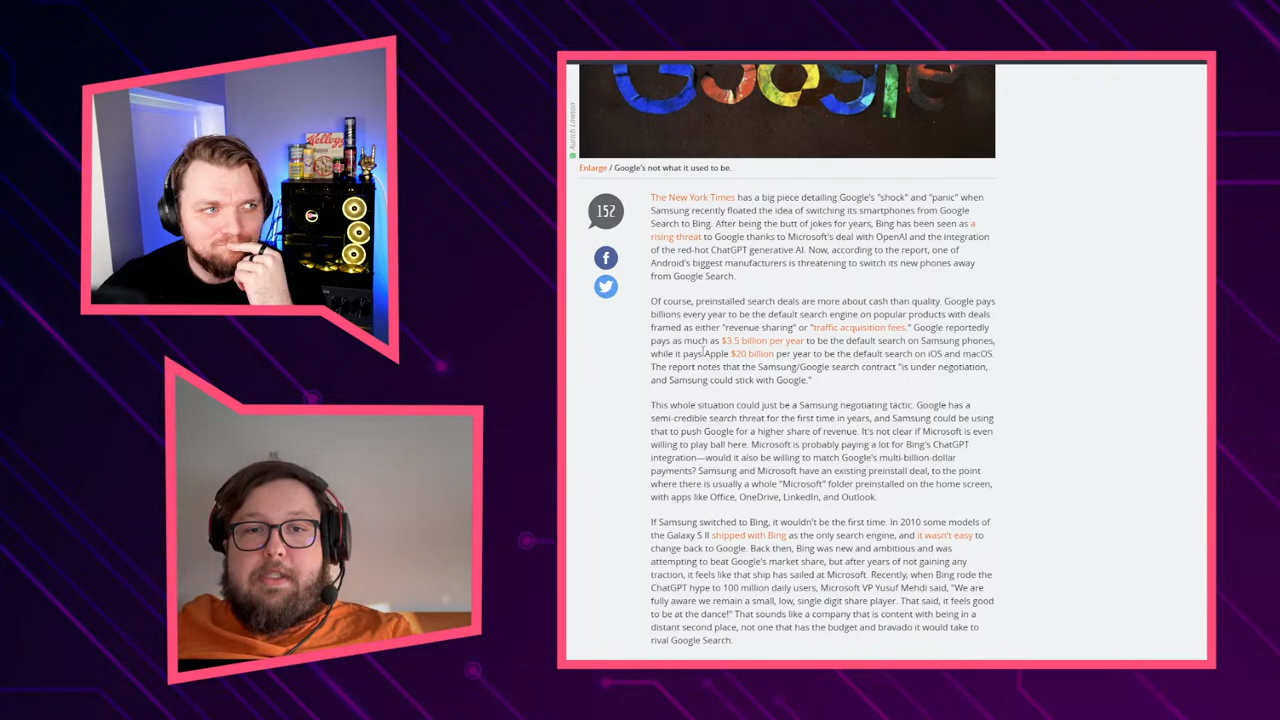 Kellogg's
Google
Aurich Lawson
Enlarge / Google's not what it used to be.
152
The New York Times has a big piece detailing Google's "shock" and "panic" when
Samsung recently floated the idea of switching its smartphones from Google
Search to Bing. After being the butt of jokes for years, Bing has been seen as a
rising threat to Google thanks to Microsoft's deal with OpenAI and the integration
of the red-hot ChatGPT generative AI. Now, according to the report, one of
Android's biggest manufacturers is threatening to switch its new phones away
from Google Search.
Of course, preinstalled search deals are more about cash than quality. Google pays
billions every year to be the default search engine on popular products with deals
framed as either "revenue sharing" or "traffic acquisition fees." Google reportedly
pays as much as $3.5 billion per year to be the default search on Samsung phones,
while it pays Apple $20 billion per year to be the default search on iOS and macOS.
The report notes that the Samsung/Google search contract "is under negotiation,
and Samsung could stick with Google."
This whole situation could just be a Samsung negotiating tactic. Google has a
semi-credible search threat for the first time in years, and Samsung could be using
that to push Google for a higher share of revenue. It's not clear if Microsoft is even
willing to play ball here. Microsoft is probably paying a lot for Bing's ChatGPT
integration—would it also be willing to match Google's multi-billion-dollar
payments? Samsung and Microsoft have an existing preinstall deal, to the point
where there is usually a whole "Microsoft" folder preinstalled on the home screen,
with apps like Office, OneDrive, LinkedIn, and Outlook.
If Samsung switched to Bing, it wouldn't be the first time. In 2010 some models of
the Galaxy S II shipped with Bing as the only search engine, and it wasn't easy to
change back to Google. Back then, Bing was new and ambitious and was
attempting to beat Google's market share, but after years of not gaining any
traction, it feels like that ship has sailed at Microsoft. Recently, when Bing rode the
ChatGPT hype to 100 million daily users, Microsoft VP Yusuf Mehdi said, "We are
fully aware we remain a small, low, single digit share player. That said, it feels good
to be at the dance!" That sounds like a company that is content with being in a
distant second place, not one that has the budget and bravado it would take to
rival Google Search.